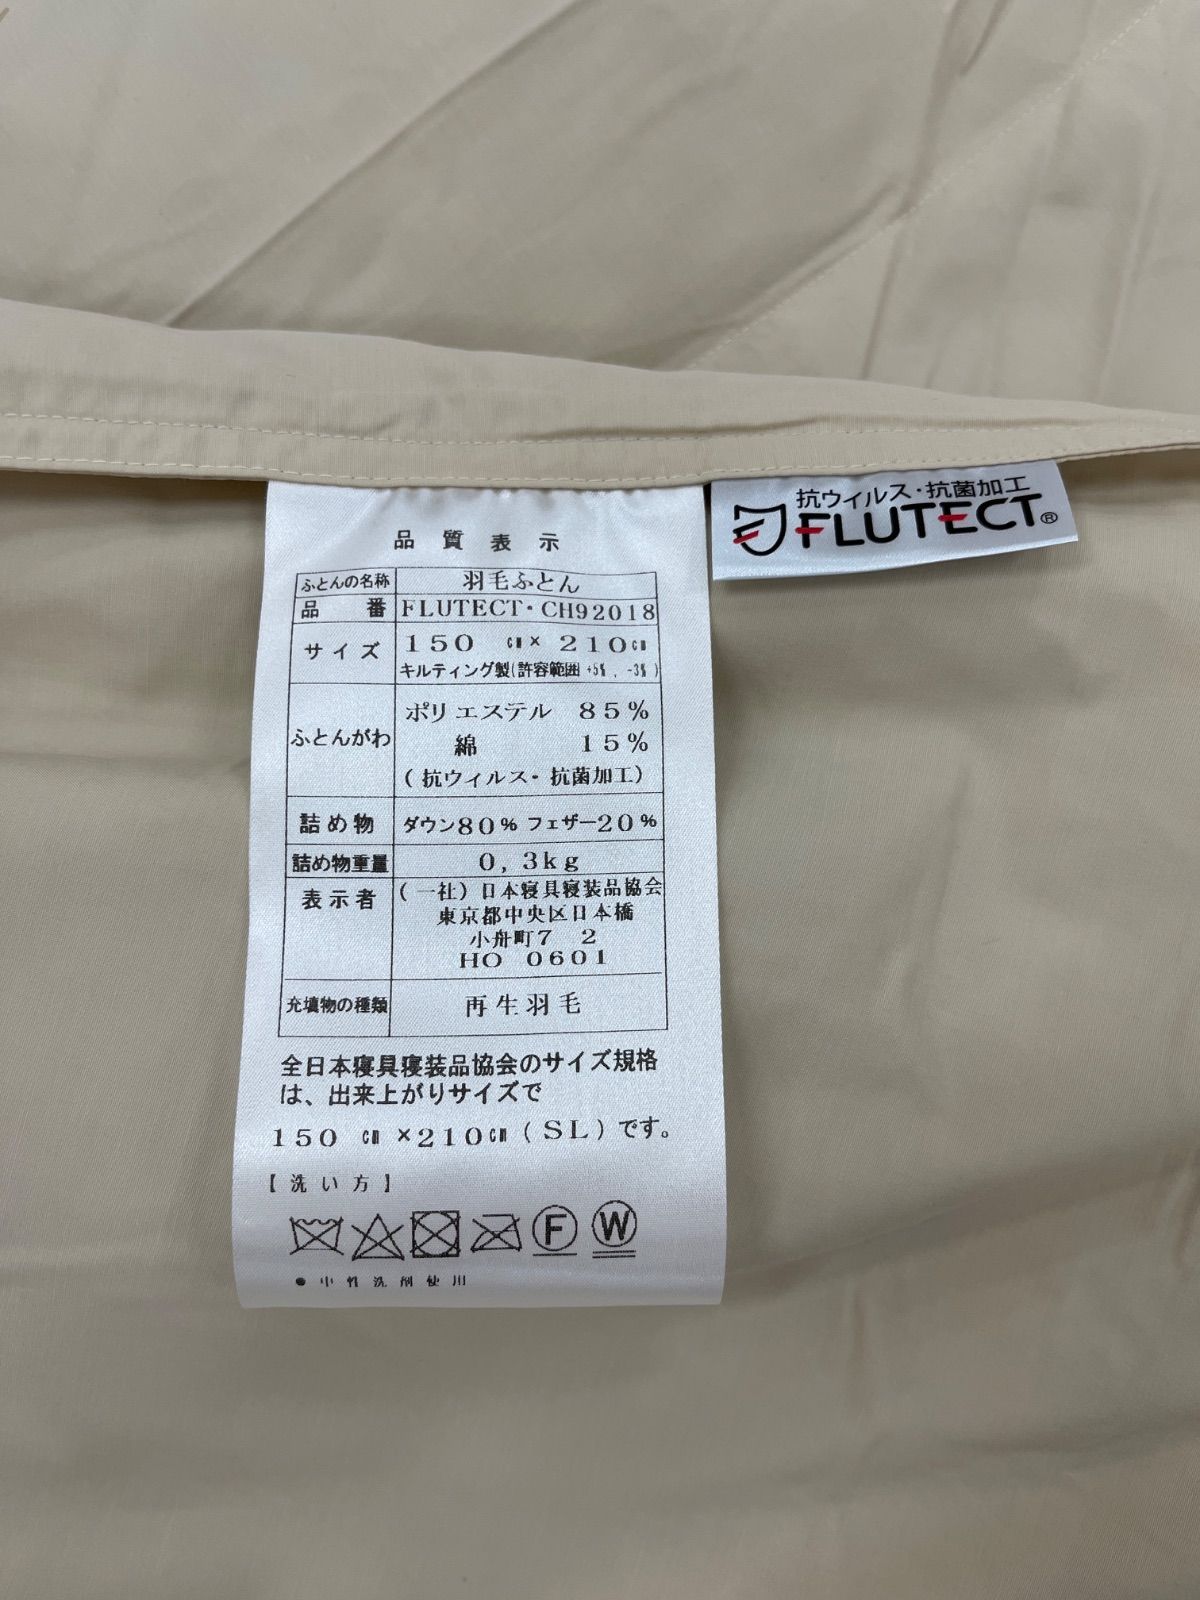 抗ウイルス・抗菌加工
FLUTECT®
品質表示
ふとんの名称 羽毛ふとん
品番 FLUTECT・CH92018
サイズ 150 ㎝× 210㎝
キルティング製(許容範囲 +5%, -3%)
ふとんがわ ポリエステル 85%
綿 15%
(抗ウィルス・抗菌加工)
詰め物 ダウン80% フェザー20%
詰め物重量 0,3kg
表示者 (一社)日本寝具寝装品協会
東京都中央区日本橋
小舟町7 2
HO 0601
充填物の種類 再生羽毛
全日本寝具寝装品協会のサイズ規格
は、出来上がりサイズで
150 ㎝ ×210㎝(SL)です。
【洗い方】
F W
●中性洗剤使用